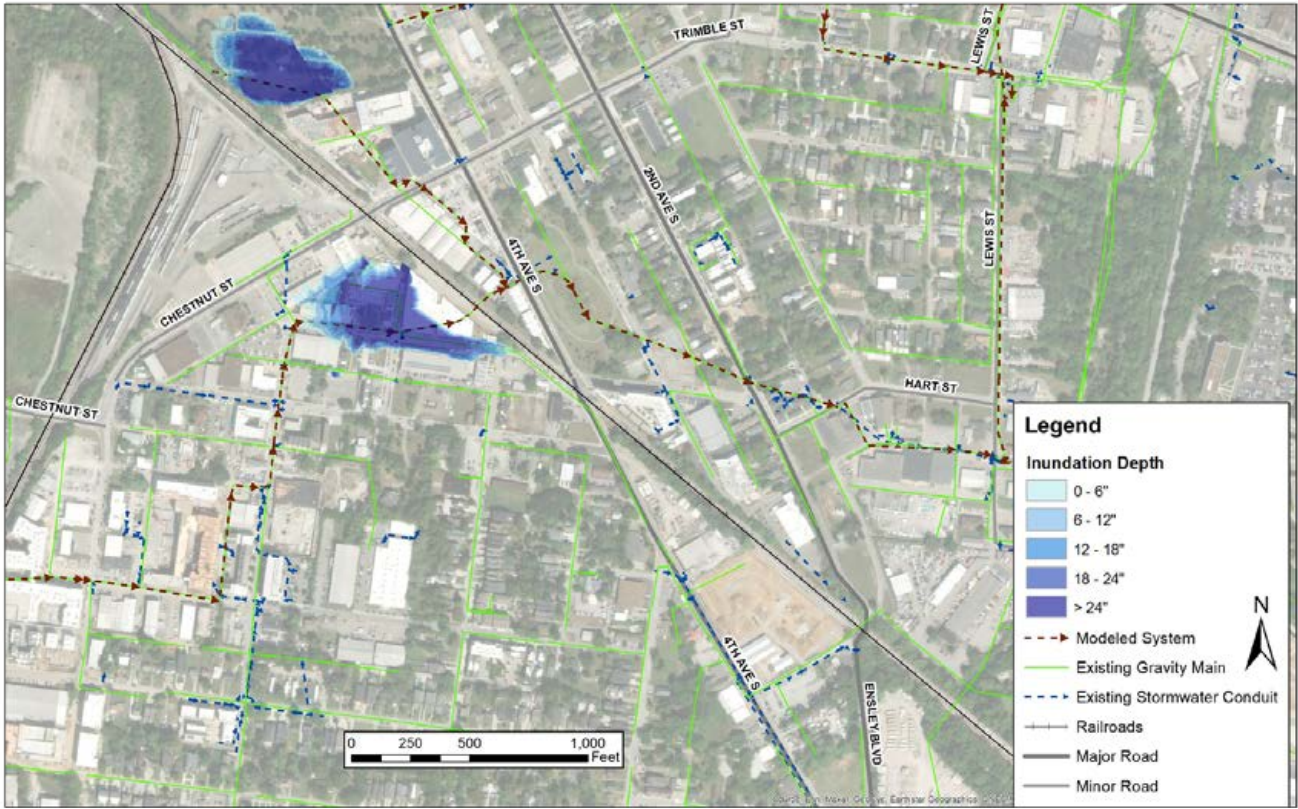 TRIMBLE ST
LEWIS ST
2ND AVE S
4TH AVE S
LEWIS ST
CHESTNUT ST
HART ST
CHESTNUT ST
4TH AVE S
ENSLEY BLVD
0 250 500 1,000
Feet
Legend
Inundation Depth
0 - 6"
6 - 12"
12 - 18"
18 - 24"
> 24"
N
Modeled System
Existing Gravity Main
Existing Stormwater Conduit
Railroads
Major Road
Minor Road
Earthstar Geographics